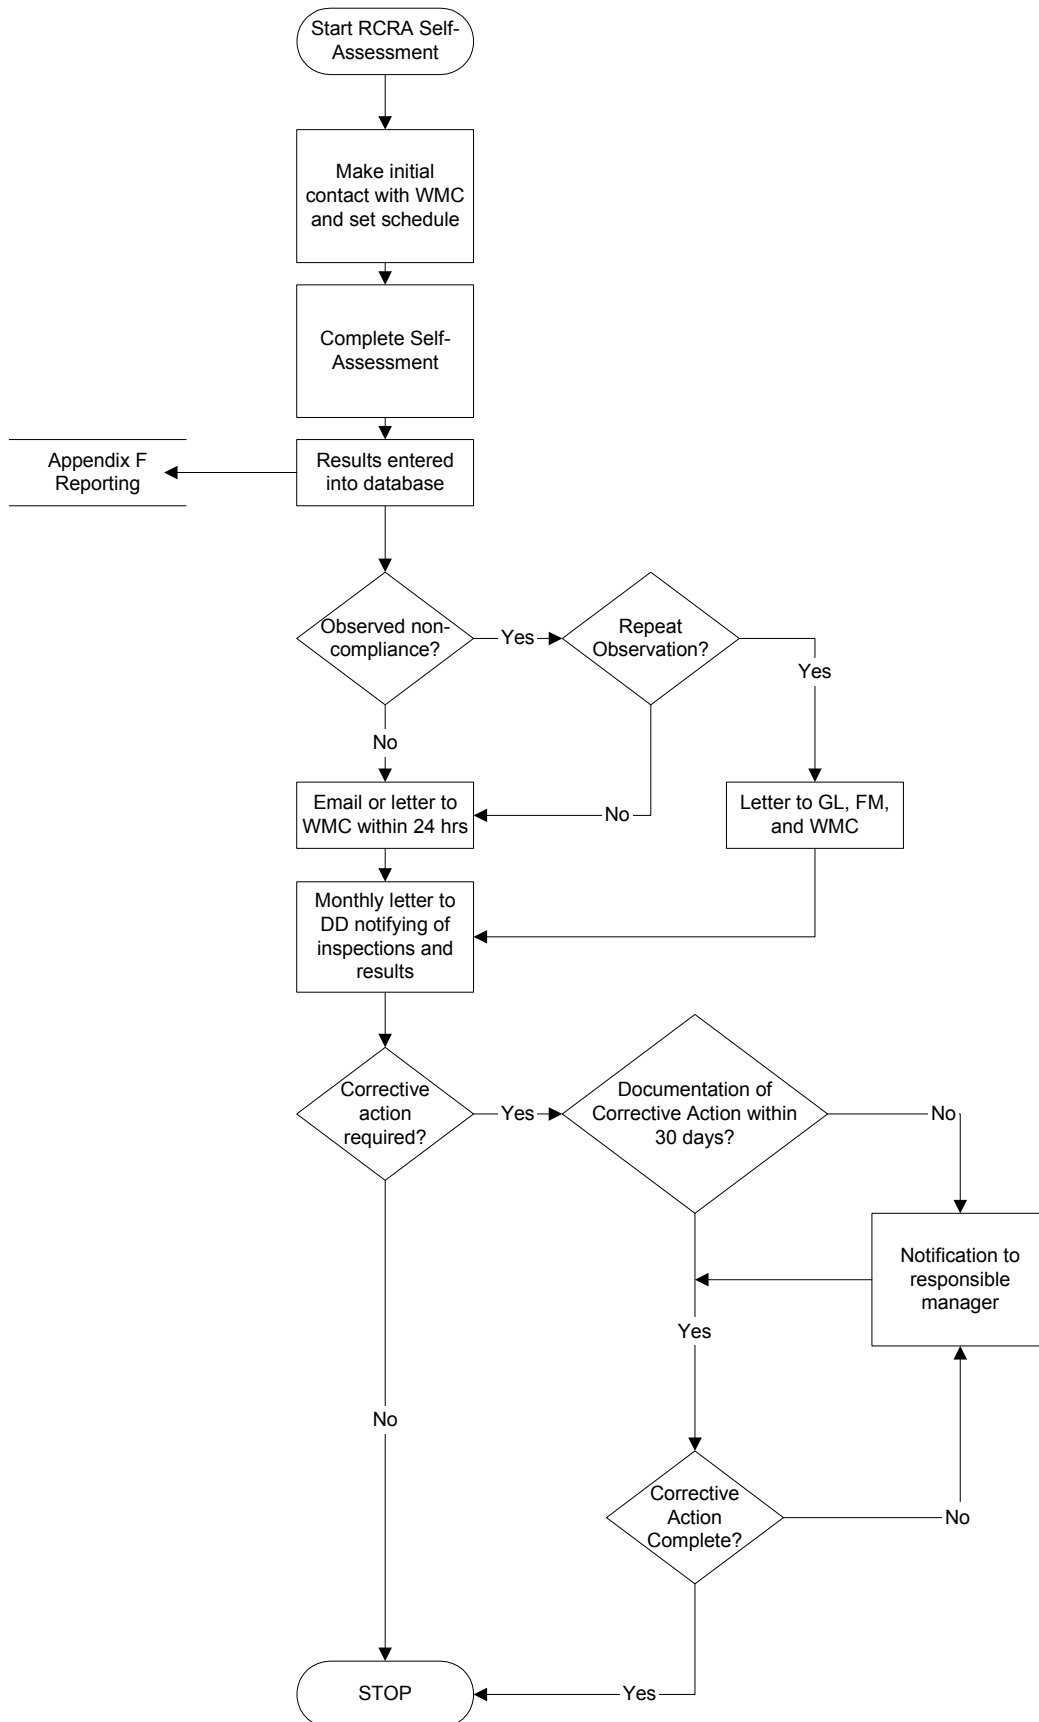 Start RCRA Self-
Assessment
Make initial
contact with WMC
and set schedule
Complete Self-
Assessment
Appendix F
Reporting
Results entered
into database
Observed non-
compliance?
Yes
Repeat
Observation?
Yes
No
Email or letter to
WMC within 24 hrs
No
Letter to GL, FM,
and WMC
Monthly letter to
DD notifying of
inspections and
results
Corrective
action
required?
Yes
Documentation of
Corrective Action within
30 days?
No
Notification to
responsible
manager
Yes
No
Corrective
Action
Complete?
No
STOP
Yes